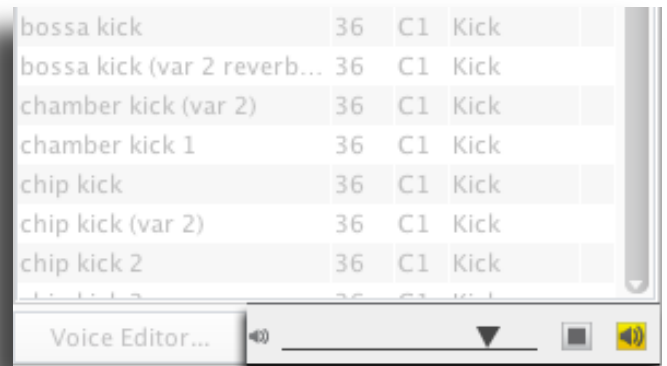 bossa kick 36 C1 Kick
bossa kick (var 2 reverb... 36 C1 Kick
chamber kick (var 2) 36 C1 Kick
chamber kick 1 36 C1 Kick
chip kick 36 C1 Kick
chip kick (var 2) 36 C1 Kick
chip kick 2 36 C1 Kick
Voice Editor...